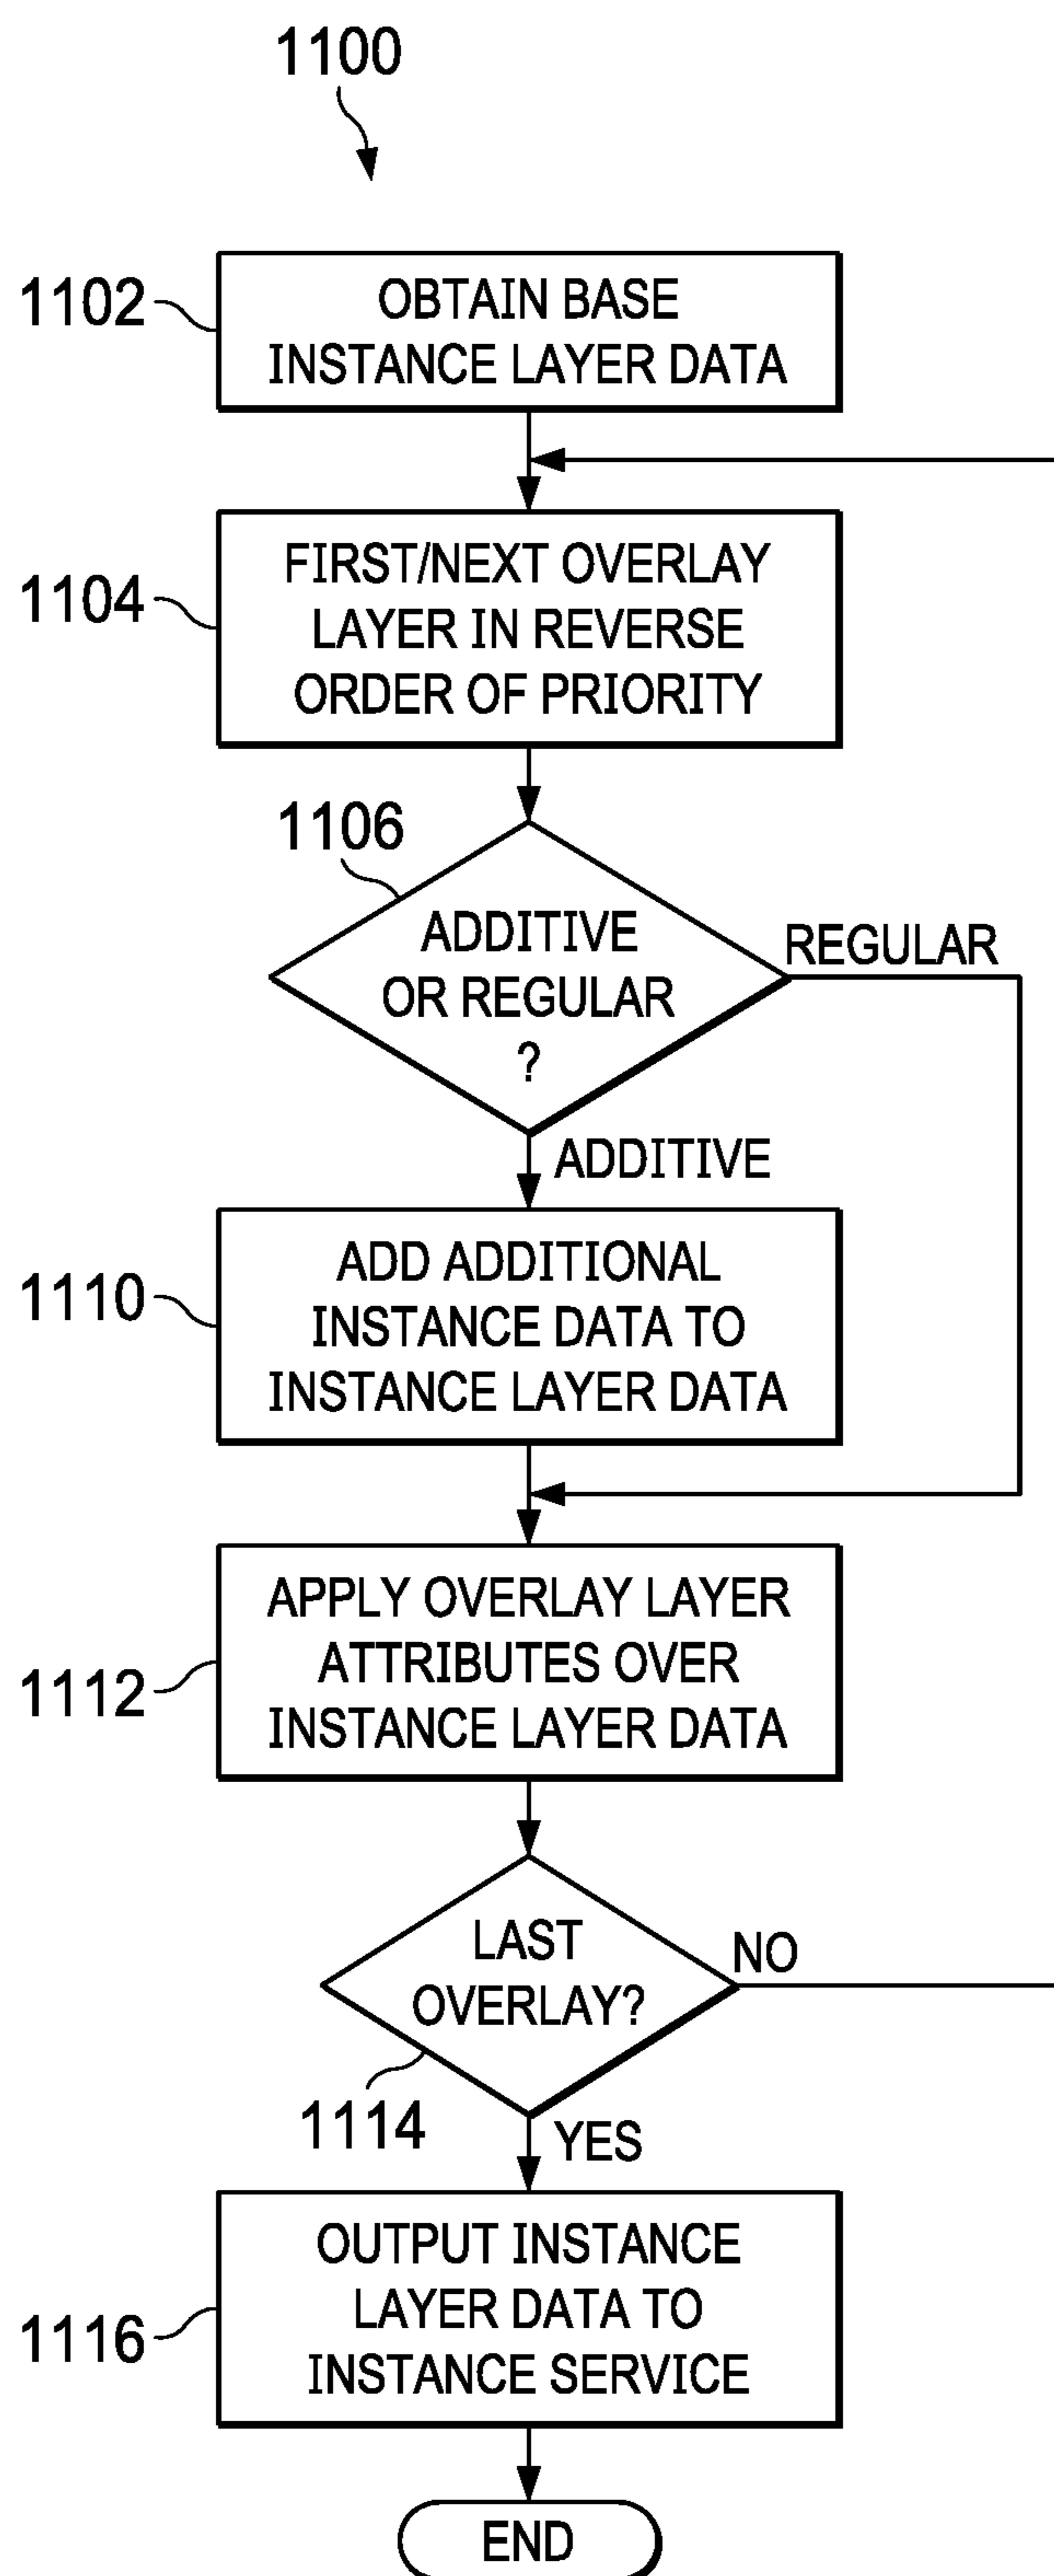 1100
1102
OBTAIN BASE
INSTANCE LAYER DATA
1104
FIRST/NEXT OVERLAY
LAYER IN REVERSE
ORDER OF PRIORITY
1106
ADDITIVE
OR REGULAR
?
REGULAR
ADDITIVE
1110
ADD ADDITIONAL
INSTANCE DATA TO
INSTANCE LAYER DATA
1112
APPLY OVERLAY LAYER
ATTRIBUTES OVER
INSTANCE LAYER DATA
LAST
OVERLAY?
NO
1114
YES
1116
OUTPUT INSTANCE
LAYER DATA TO
INSTANCE SERVICE
END